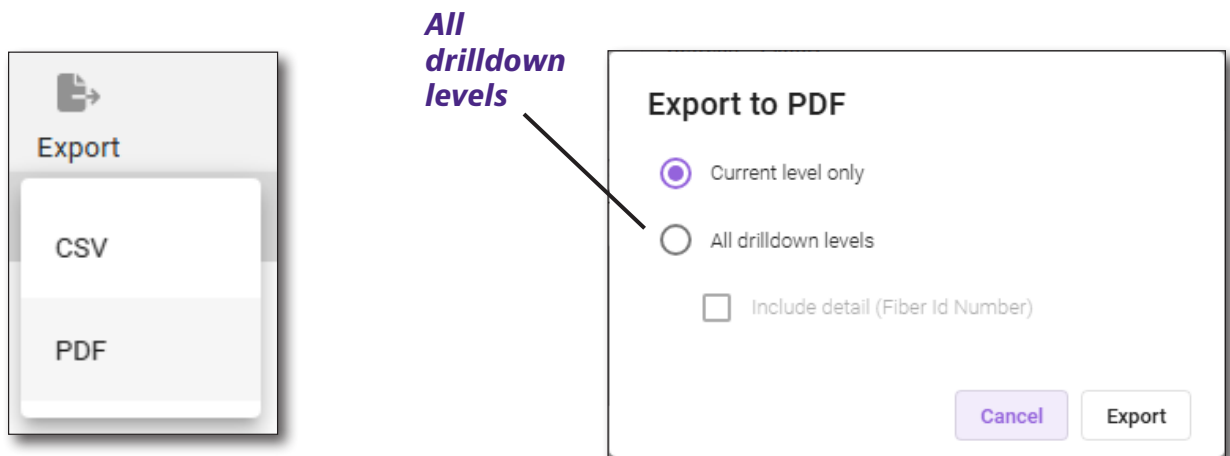 All
drilldown
levels
Export
CSV
PDF
Export to PDF
Current level only
All drilldown levels
Include detail (Fiber Id Number)
Cancel
Export